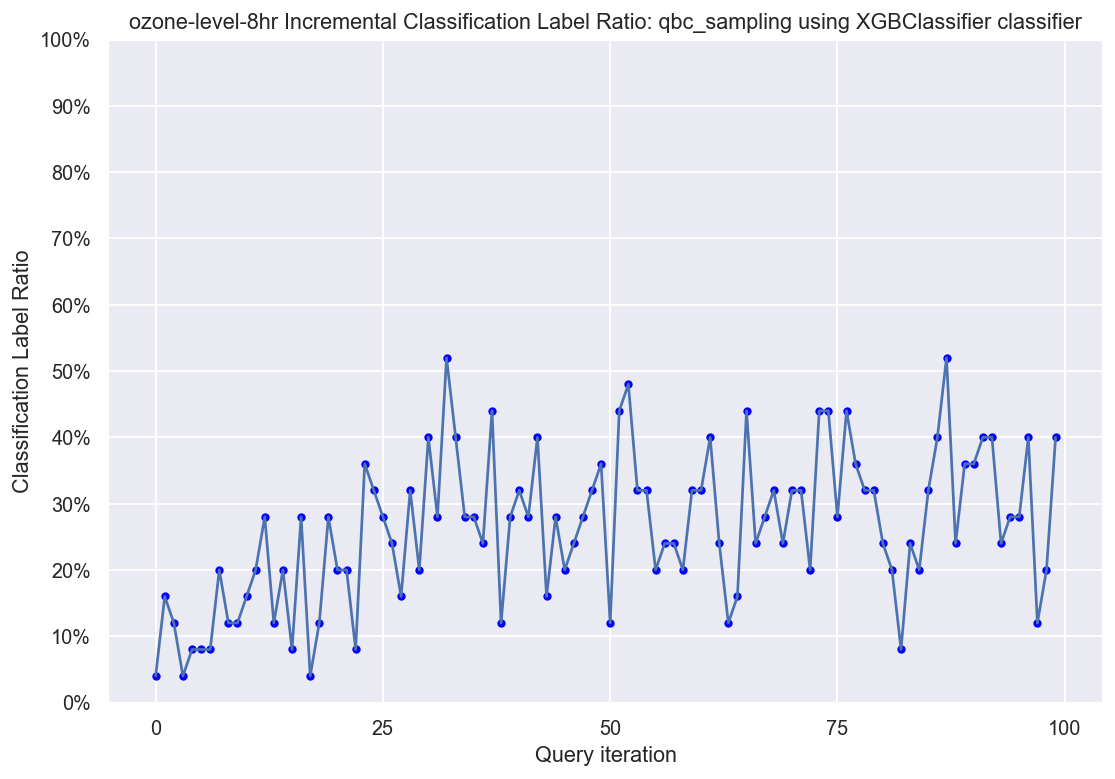 ozone-level-8hr Incremental Classification Label Ratio: qbc_sampling using XGBClassifier classifier
100%
90%
80%
70%
60%
50%
40%
30%
20%
10%
0%
Classification Label Ratio
0 25 50 75 100
Query iteration